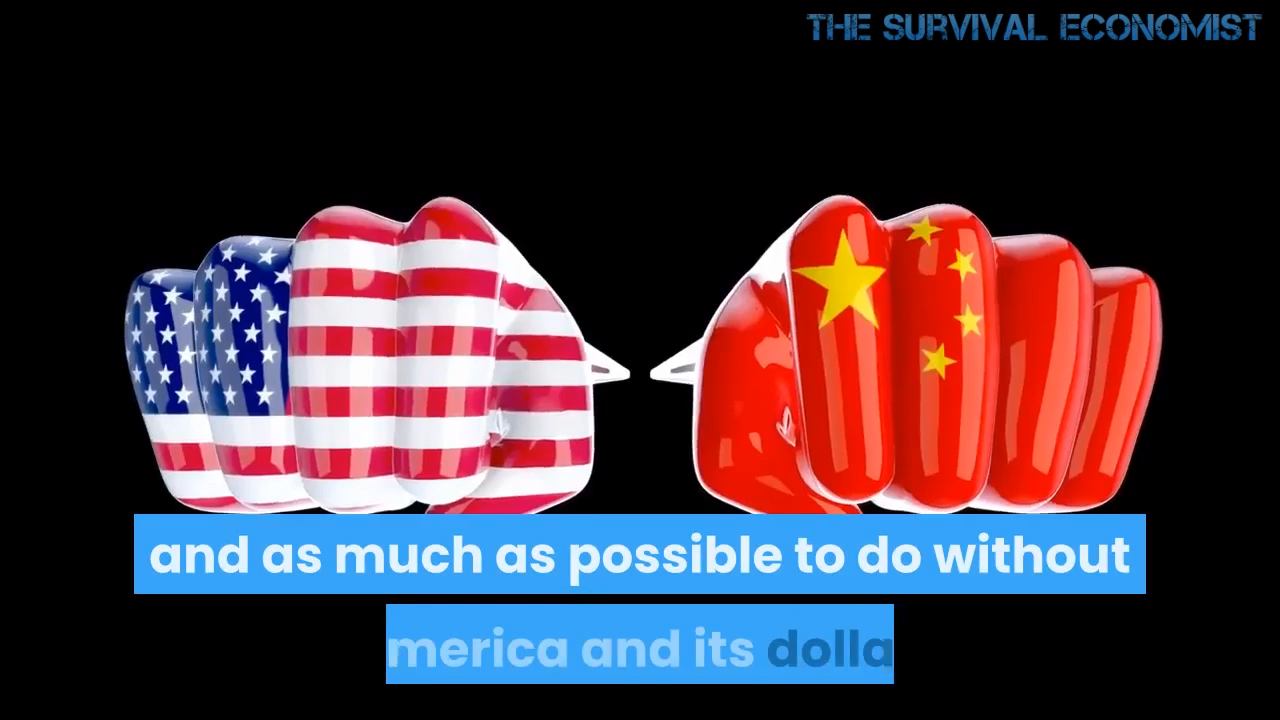 THE SURVIVAL ECONOMIST
and as much as possible to do without
merica and its dolla